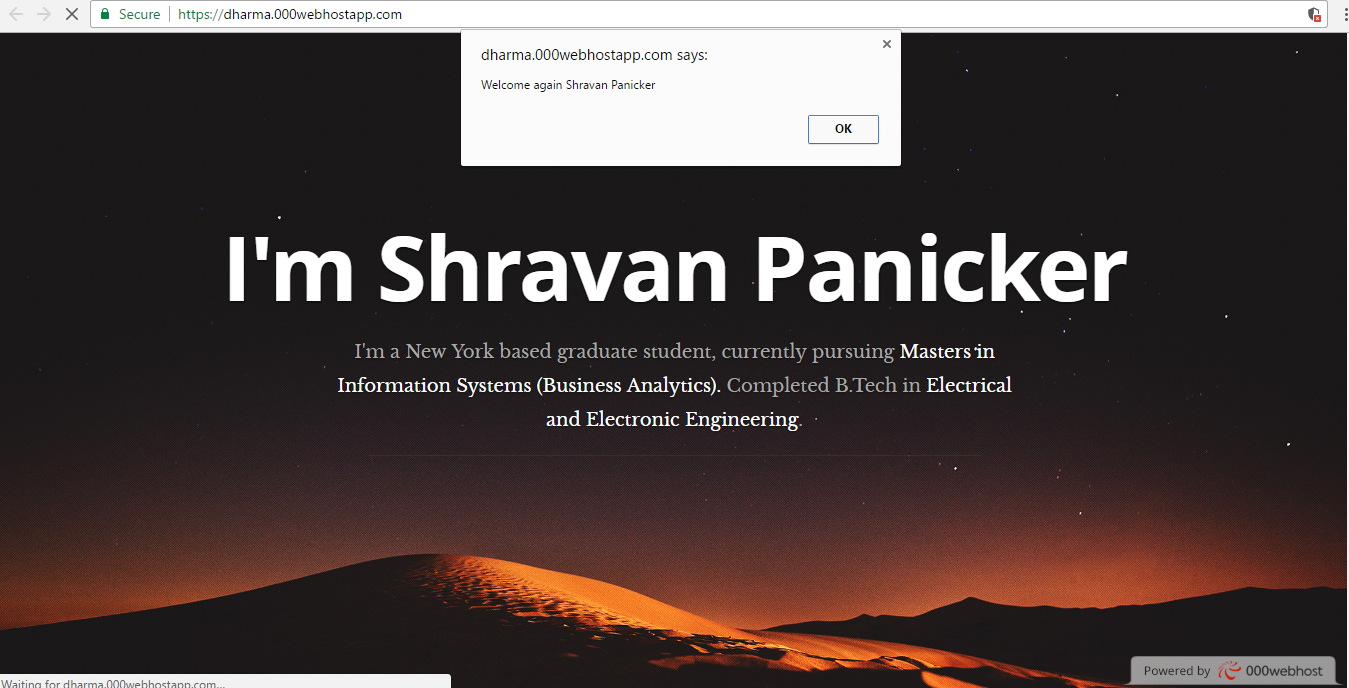 Secure https://dharma.000webhostapp.com
dharma.000webhostapp.com says:
Welcome again Shravan Panicker
OK
I'm Shravan Panicker
I'm a New York based graduate student, currently pursuing Masters in
Information Systems (Business Analytics). Completed B.Tech in Electrical
and Electronic Engineering.
Powered by 000webhost
Waiting for dharma.000webhostapp.com...